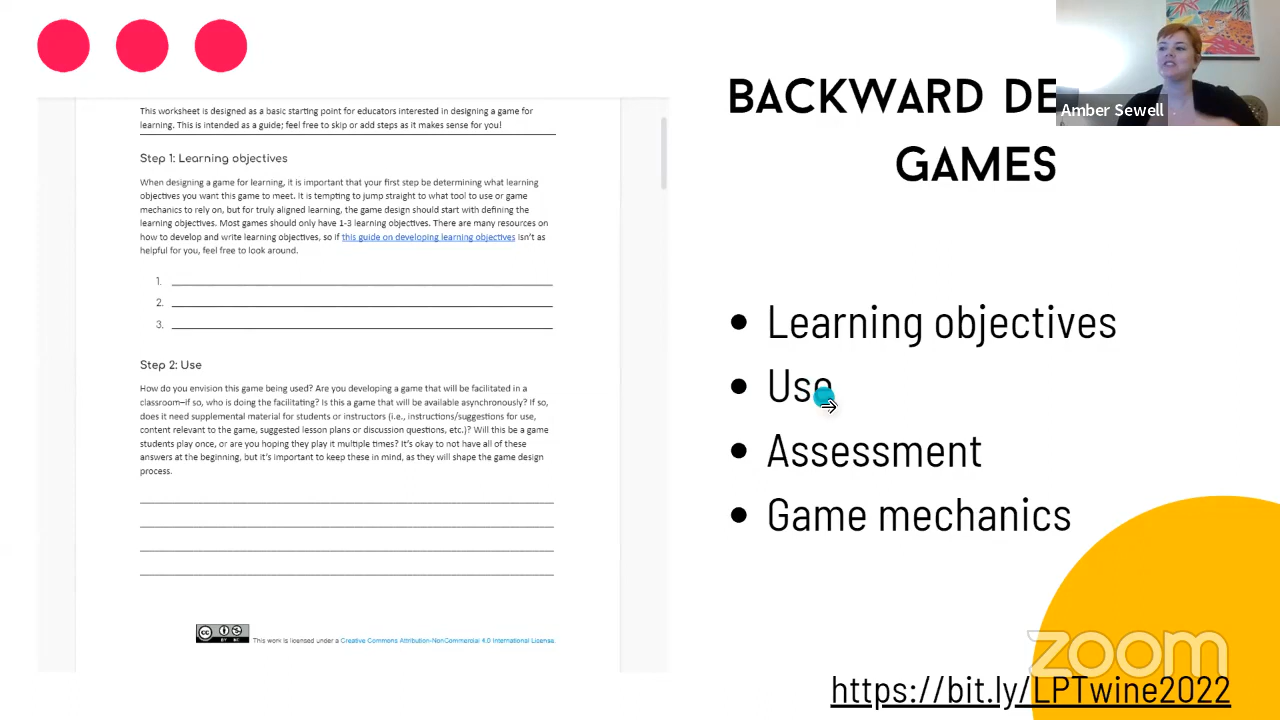 This worksheet is designed as a basic starting point for educators interested in designing a game for
learning. This is intended as a guide; feel free to skip or add steps as it makes sense for you!
Step 1: Learning objectives
When designing a game for learning, it is important that your first step be determining what learning
objectives you want this game to meet. It is tempting to jump straight to what tool to use or game
mechanics to rely on, but for truly aligned learning, the game design should start with defining the
learning objectives. Most games should only have 1-3 learning objectives. There are many resources on
how to develop and write learning objectives, so if this guide on developing learning objectives isn't as
helpful for you, feel free to look around.
1.
2.
3.
Step 2: Use
How do you envision this game being used? Are you developing a game that will be facilitated in a
classroom–if so, who is doing the facilitating? Is this a game that will be available asynchronously? If so,
does it need supplemental material for students or instructors (i.e., instructions/suggestions for use,
content relevant to the game, suggested lesson plans or discussion questions, etc.)? Will this be a game
students play once, or are you hoping they play it multiple times? It's okay to not have all of these
answers at the beginning, but it's important to keep these in mind, as they will shape the game design
process.
CC BY NC
This work is licensed under a Creative Commons Attribution-NonCommercial 4.0 International License.
BACKWARD DE
GAMES
Amber Sewell
• Learning objectives
• Use
• Assessment
• Game mechanics
zoom
https://bit.ly/LPTwine2022